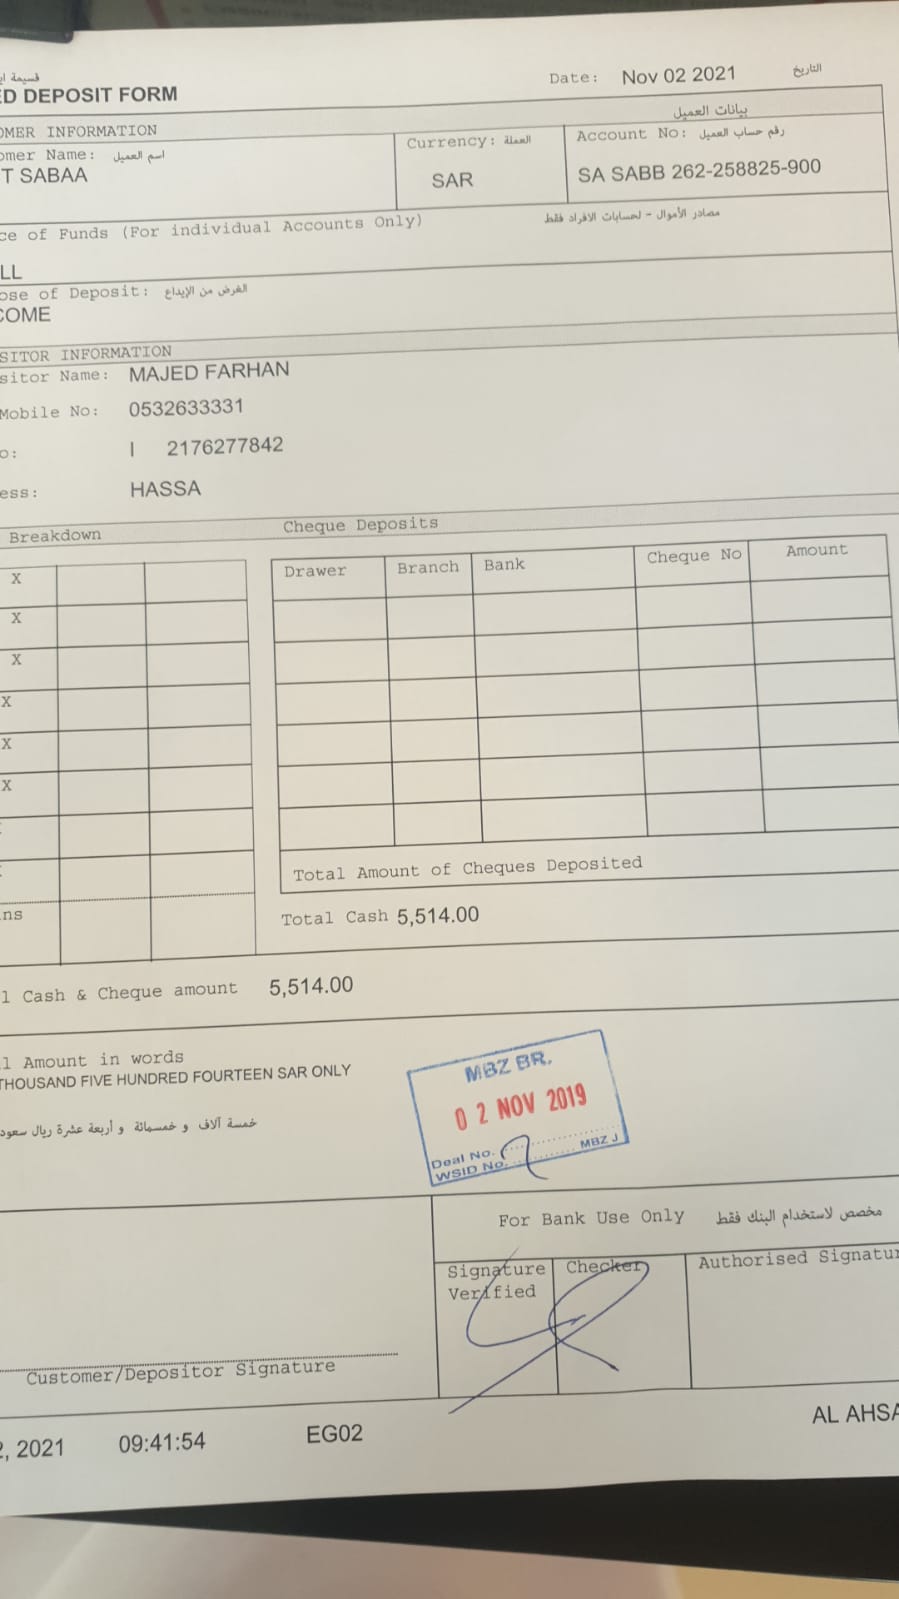 قسيمة
ED DEPOSIT FORM
Date: Nov 02 2021 التاريخ
OMER INFORMATION بيانات العميل
omer Name: اسم العميل
T SABAA
Currency: العملة
SAR
Account No: رقم حساب العميل
SA SABB 262-258825-900
ce of Funds (For individual Accounts Only) مصادر الأموال - لحسابات الافراد فقط
LL
ose of Deposit: الغرض من الإيداع
COME
SITOR INFORMATION
sitor Name: MAJED FARHAN
Mobile No: 0532633331
o: I 2176277842
ess: HASSA
Breakdown
Cheque Deposits
X
X
X
X
X
X
ns
Drawer Branch Bank Cheque No Amount
Total Amount of Cheques Deposited
Total Cash 5,514.00
l Cash & Cheque amount 5,514.00
l Amount in words
THOUSAND FIVE HUNDRED FOURTEEN SAR ONLY
خمسة آلاف و خمسمائة و أربعة عشرة ريال سعود
MBZ BR.
0 2 NOV 2019
Deal No.
WSID No. MBZ J
For Bank Use Only مخصص لاستخدام البنك فقط
Signature Verified
Checker
Authorised Signatu
Customer/Depositor Signature
2, 2021 09:41:54 EG02 AL AHSA